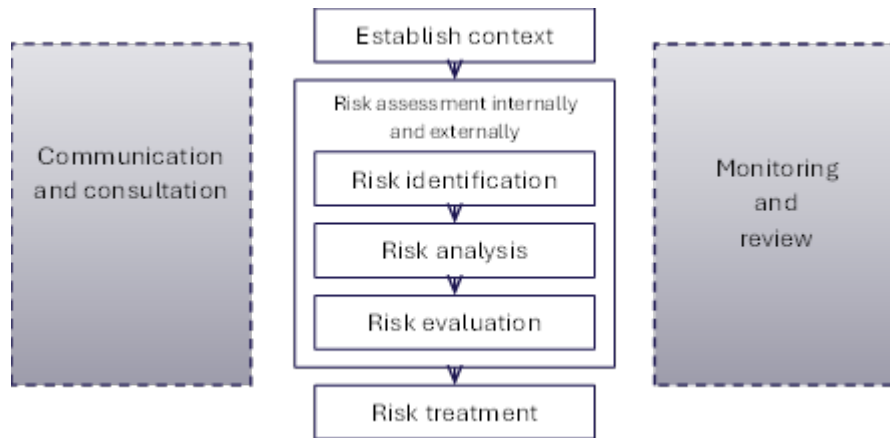 Establish context
Risk assessment internally
and externally
Communication
and consultation
Risk identification
Monitoring
and
review
Risk analysis
Risk evaluation
Risk treatment